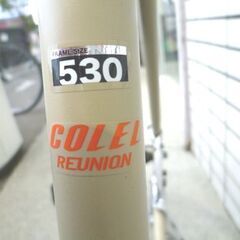 FRAME SIZE
530
COLEL
REUNION